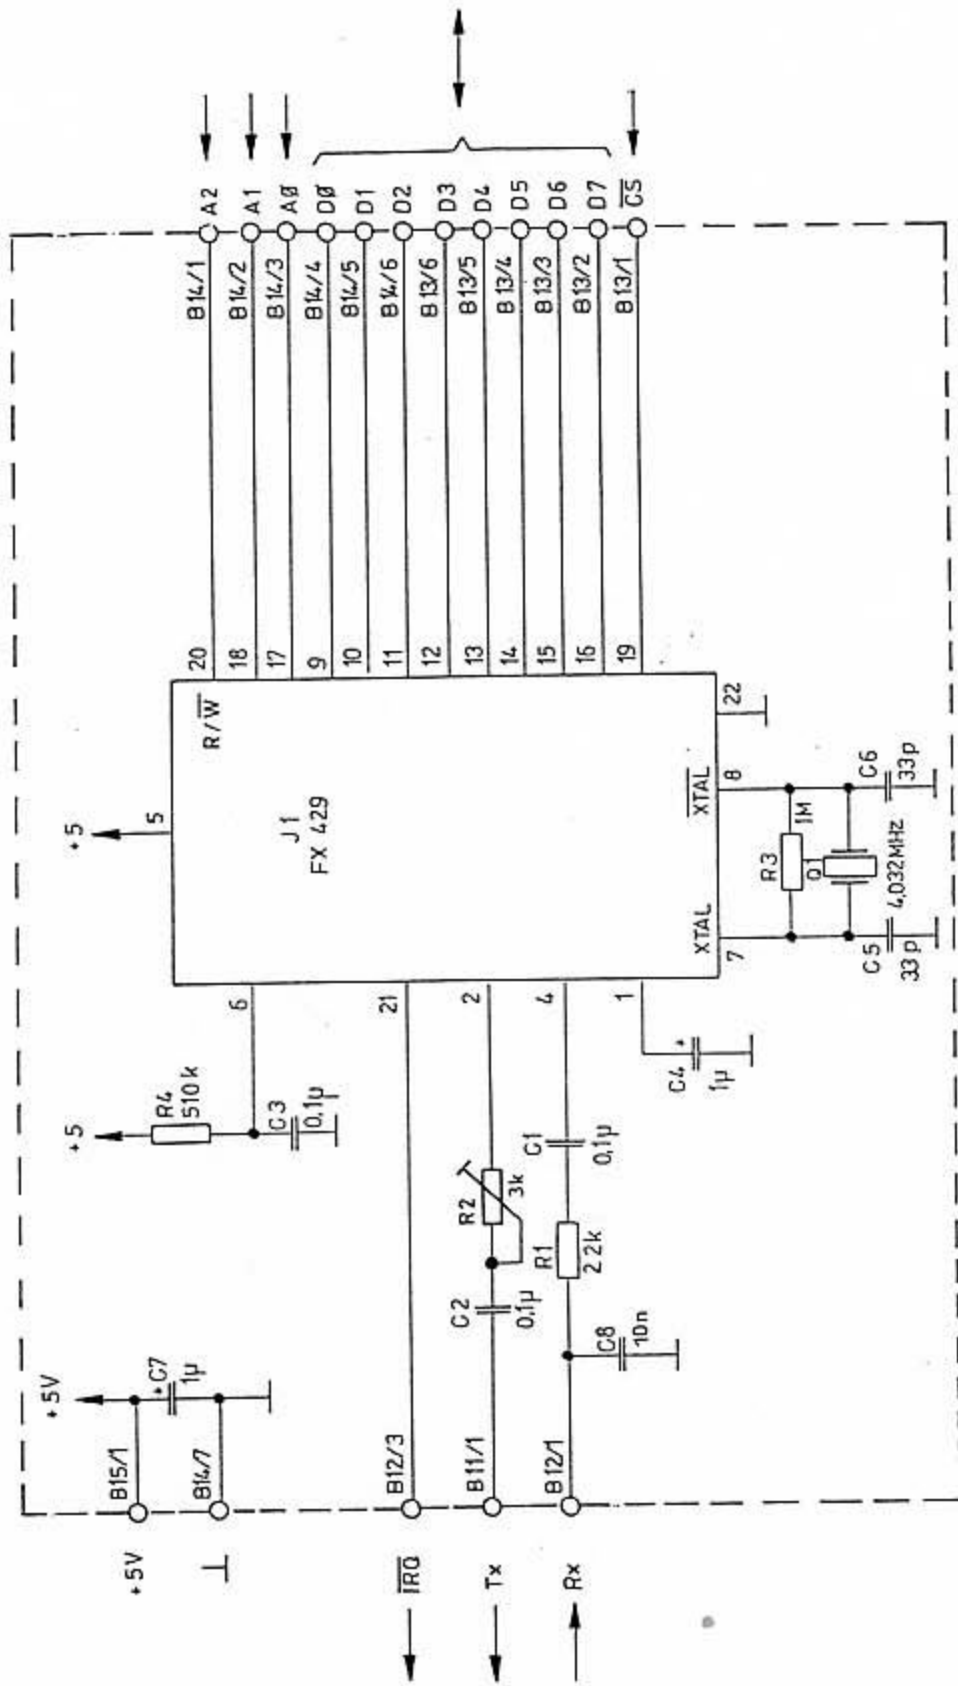 +5V
B15/1
+5V
+C7
1µ
⊥
B14/7
+5
R4
510k
C3
0,1µ
6
+5
5
J1
FX 429
R/W̅
20
B14/1
A2
18
B14/2
A1
17
B14/3
AØ
9
B14/4
DØ
10
B14/5
D1
11
B14/6
D2
12
B13/6
D3
13
B13/5
D4
14
B13/4
D5
15
B13/3
D6
16
B13/2
D7
19
B13/1
C̅S̅
I̅R̅Q̅
B12/3
21
Tx
B11/1
C2
0,1µ
R2
3k
2
Rx
B12/1
C8
10n
R1
22k
C1
0,1µ
4
1
C4
+
1µ
XTAL
7
X̅T̅A̅L̅
8
22
R3
1M
Q1
4,032MHz
C5
33p
C6
33p